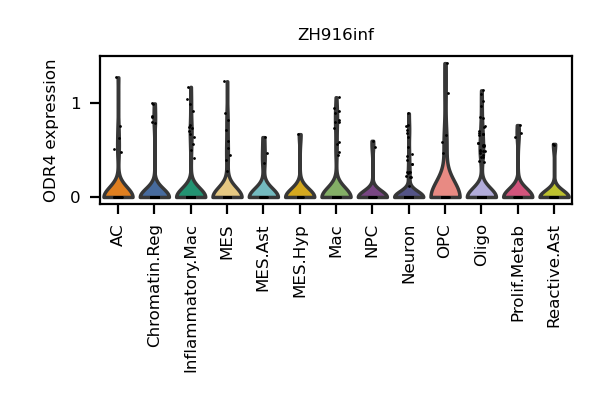 ZH916inf
ODR4 expression
1
0
AC
Chromatin.Reg
Inflammatory.Mac
MES
MES.Ast
MES.Hyp
Mac
NPC
Neuron
OPC
Oligo
Prolif.Metab
Reactive.Ast